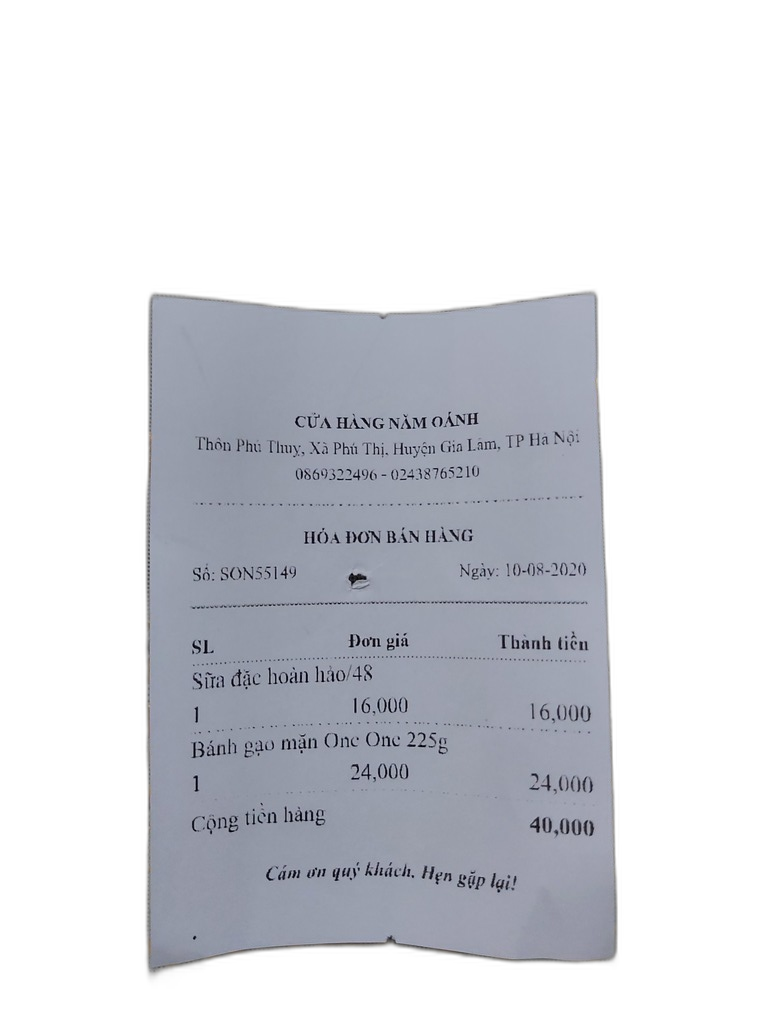 CỬA HÀNG NĂM OÁNH
Thôn Phú Thuỵ, Xã Phú Thị, Huyện Gia Lâm, TP Hà Nội
0869322496 - 02438765210
HÓA ĐƠN BÁN HÀNG
Số: SON55149 Ngày: 10-08-2020
SL Đơn giá Thành tiền
Sữa đặc hoàn hảo/48
1 16,000 16,000
Bánh gạo mặn One One 225g
1 24,000 24,000
Cộng tiền hàng 40,000
Cám ơn quý khách. Hẹn gặp lại!